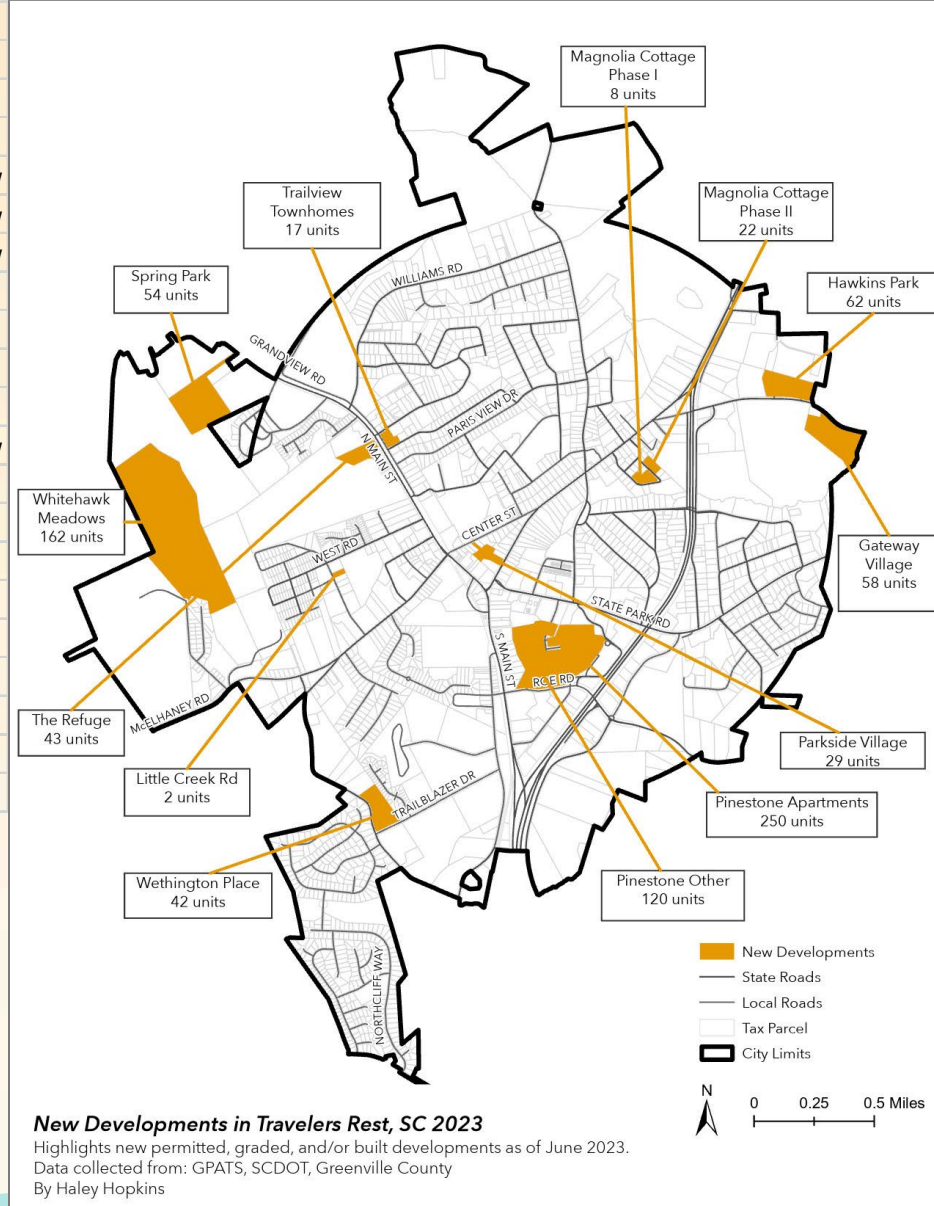 Magnolia Cottage
Phase I
8 units
Trailview
Townhomes
17 units
Magnolia Cottage
Phase II
22 units
Spring Park
54 units
Hawkins Park
62 units
WILLIAMS RD
GRANDVIEW RD
PARIS VIEW DR
N MAIN ST
Whitehawk
Meadows
162 units
CENTER ST
WEST RD
Gateway
Village
58 units
STATE PARK RD
S MAIN ST
ROE RD
McELHANEY RD
The Refuge
43 units
Parkside Village
29 units
Little Creek Rd
2 units
TRAILBLAZER DR
Pinestone Apartments
250 units
Wethington Place
42 units
Pinestone Other
120 units
NORTHCLIFF WAY
New Developments
State Roads
Local Roads
Tax Parcel
City Limits
N
0 0.25 0.5 Miles
New Developments in Travelers Rest, SC 2023
Highlights new permitted, graded, and/or built developments as of June 2023.
Data collected from: GPATS, SCDOT, Greenville County
By Haley Hopkins